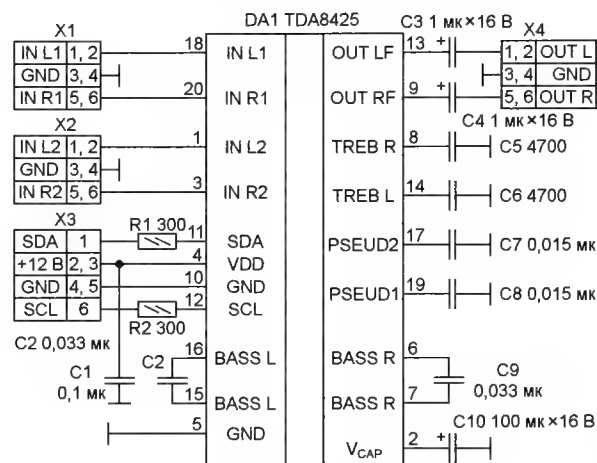 DA1 TDA8425
C3 1 мк×16 В
X1
IN L1 1, 2
GND 3, 4
IN R1 5, 6
18 IN L1
20 IN R1
OUT LF 13 +
OUT RF 9 +
X4
1, 2 OUT L
3, 4 GND
5, 6 OUT R
C4 1 мк×16 В
X2
IN L2 1, 2
GND 3, 4
IN R2 5, 6
1 IN L2
3 IN R2
TREB R 8 C5 4700
TREB L 14 C6 4700
X3
SDA 1
+12 В 2, 3
GND 4, 5
SCL 6
R1 300
11 SDA
4 VDD
10 GND
12 SCL
R2 300
PSEUD2 17 C7 0,015 мк
PSEUD1 19 C8 0,015 мк
C2 0,033 мк
C1
0,1 мк
C2
16 BASS L
15 BASS L
5 GND
BASS R 6
BASS R 7
C9
0,033 мк
C10 100 мк×16 В
VCAP 2 +